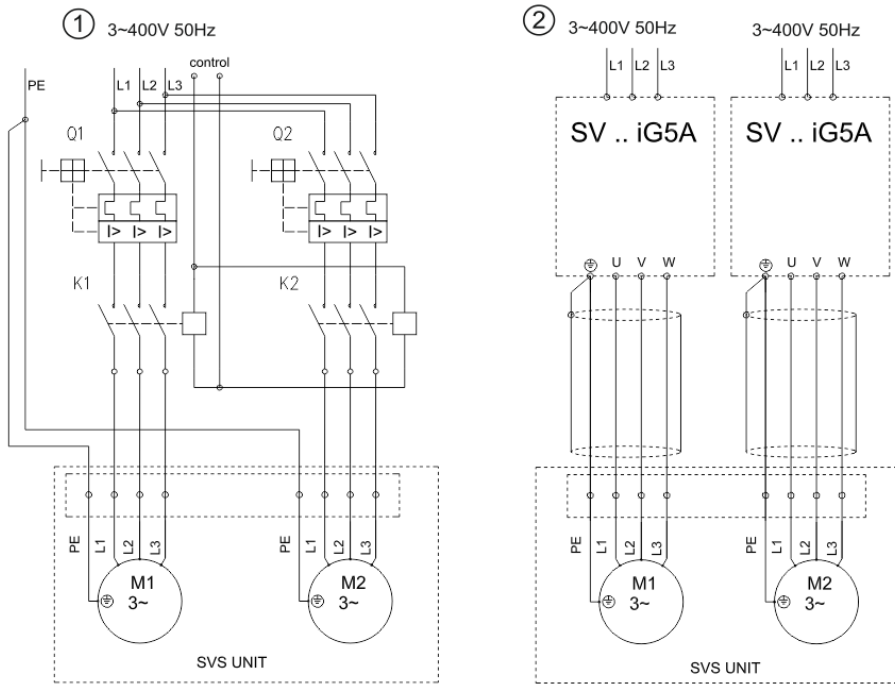 1 3~400V 50Hz
control
PE L1 L2 L3
Q1 Q2
I> I> I> I> I> I>
K1 K2
PE L1 L2 L3 PE L1 L2 L3
M1 3~ M2 3~
SVS UNIT
2 3~400V 50Hz 3~400V 50Hz
L1 L2 L3 L1 L2 L3
SV .. iG5A SV .. iG5A
U V W U V W
PE L1 L2 L3 PE L1 L2 L3
M1 3~ M2 3~
SVS UNIT